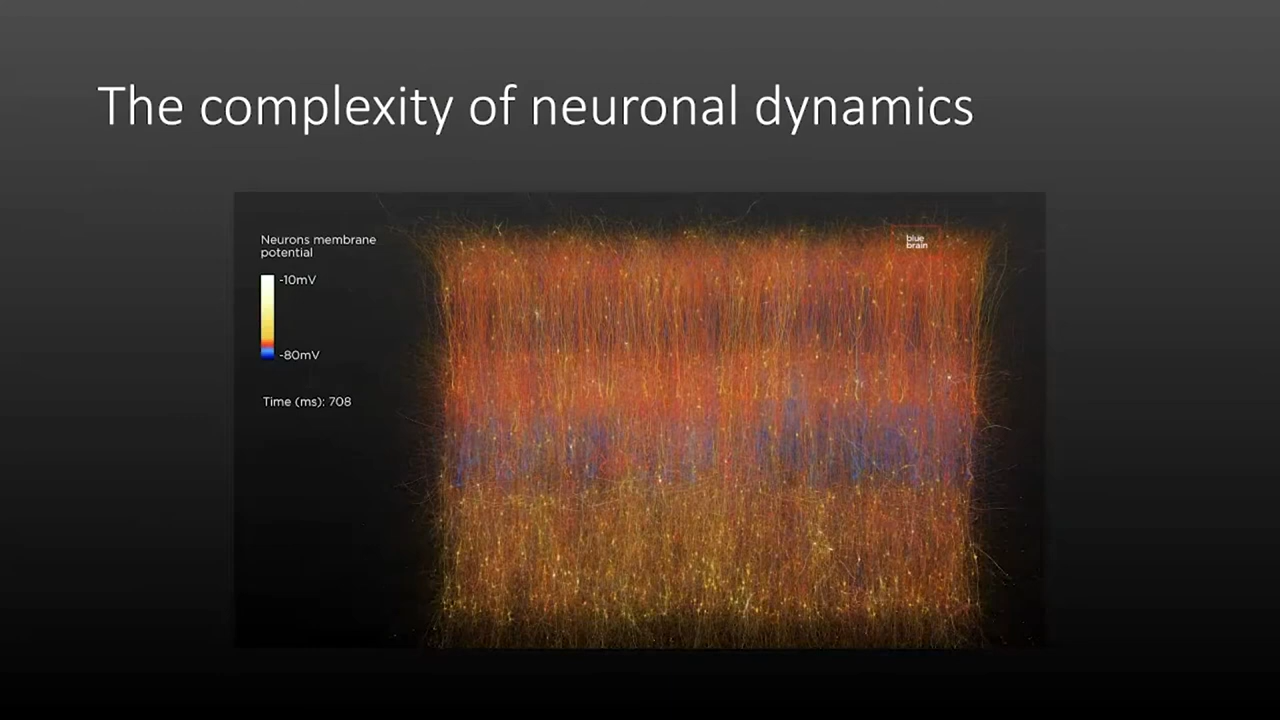 The complexity of neuronal dynamics
Neurons membrane
potential
-10mV
-80mV
Time (ms): 708
blue
brain